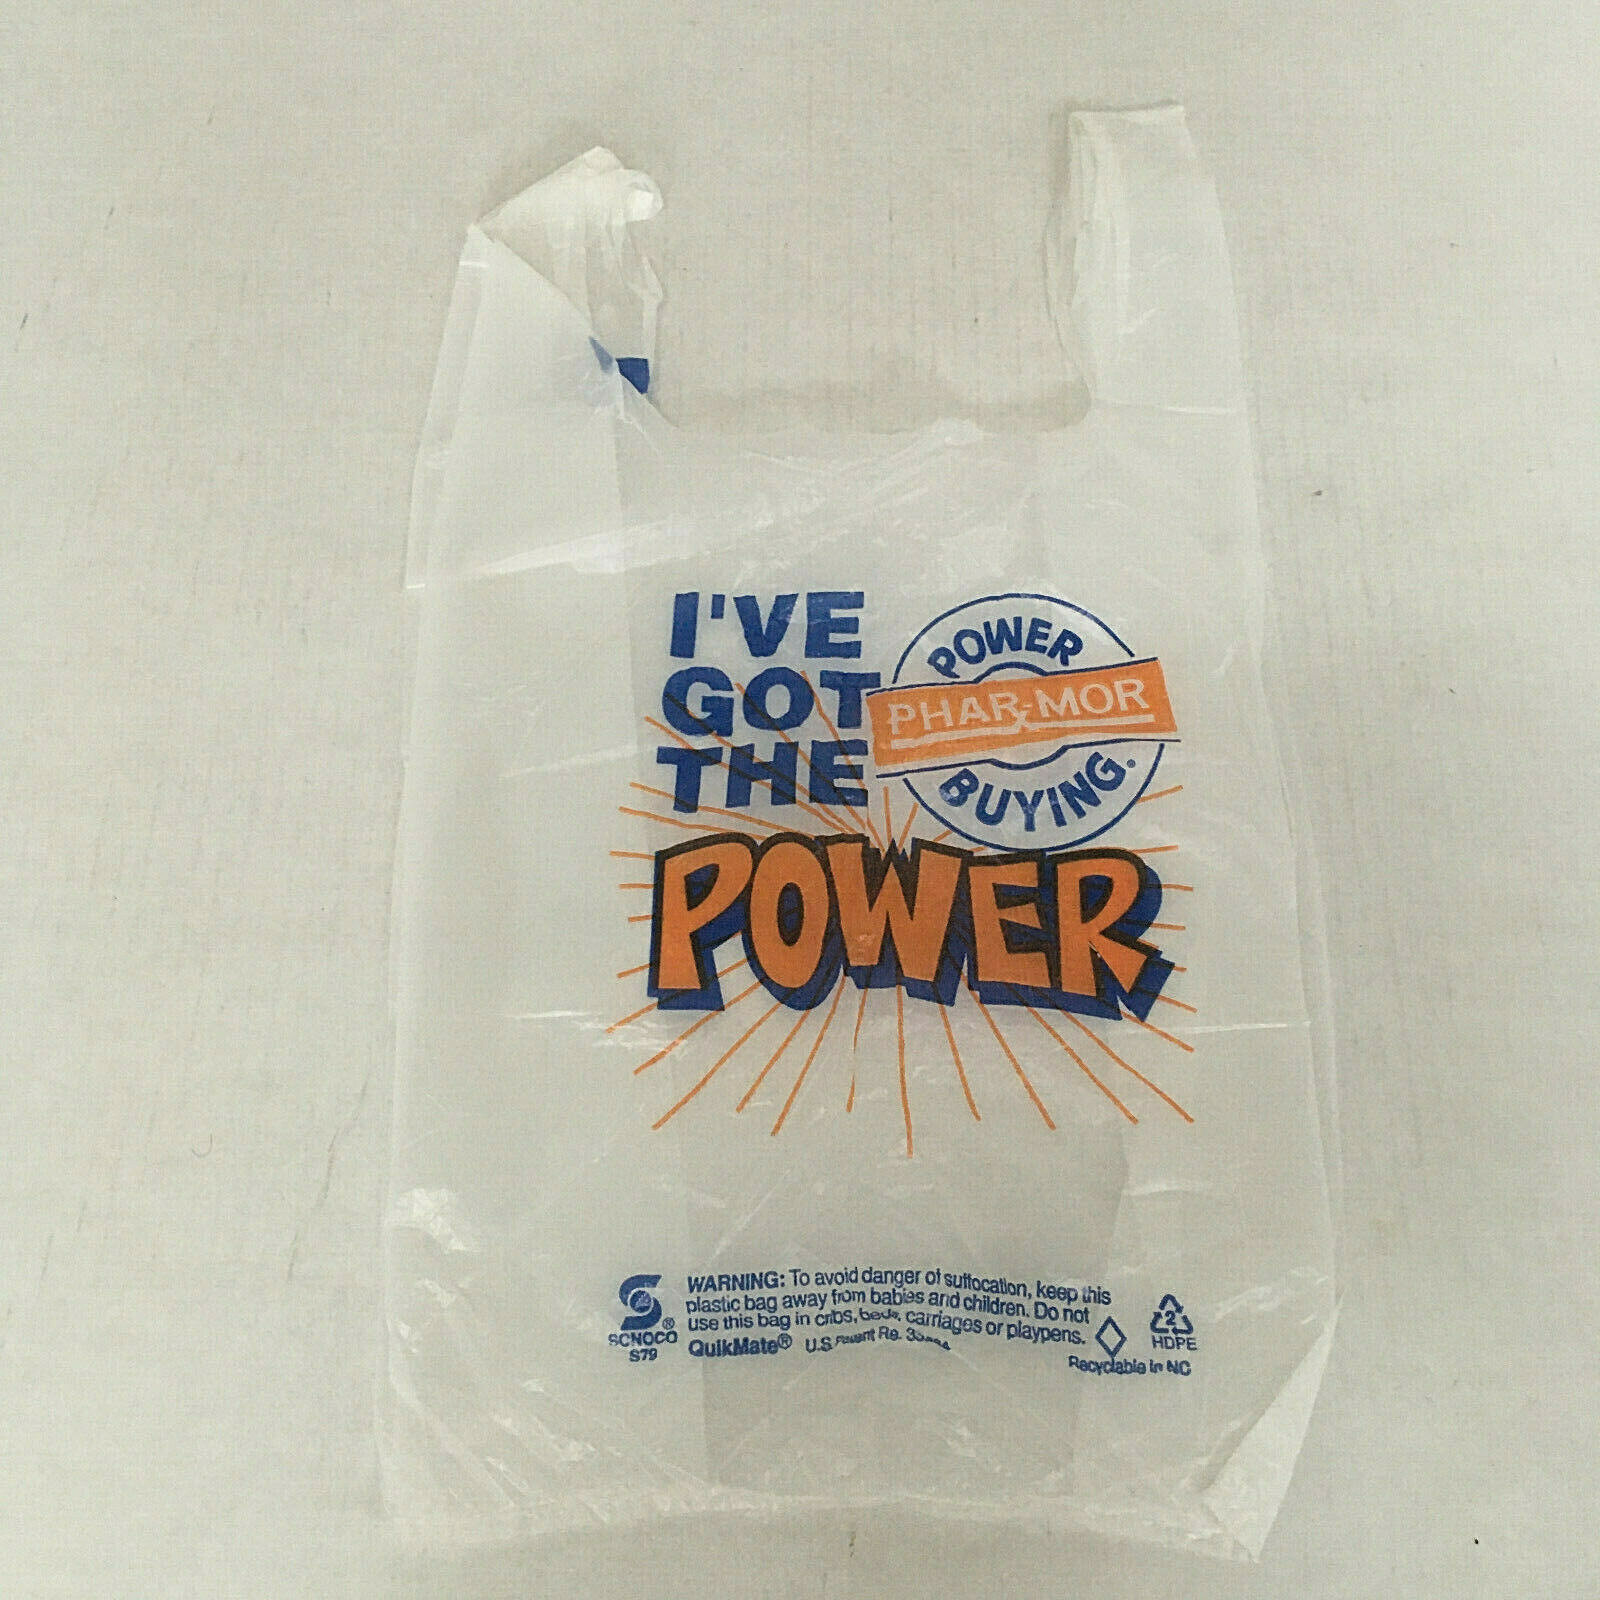 I'VE
GOT
THE
POWER
PHAR-MOR
BUYING®
POWER
WARNING: To avoid danger of suffocation, keep this
plastic bag away from babies and children. Do not
use this bag in cribs, beds, carriages or playpens.
QuikMate® U.S. Patent Re.
SONOCO®
S79
2
HDPE
Recyclable in NC